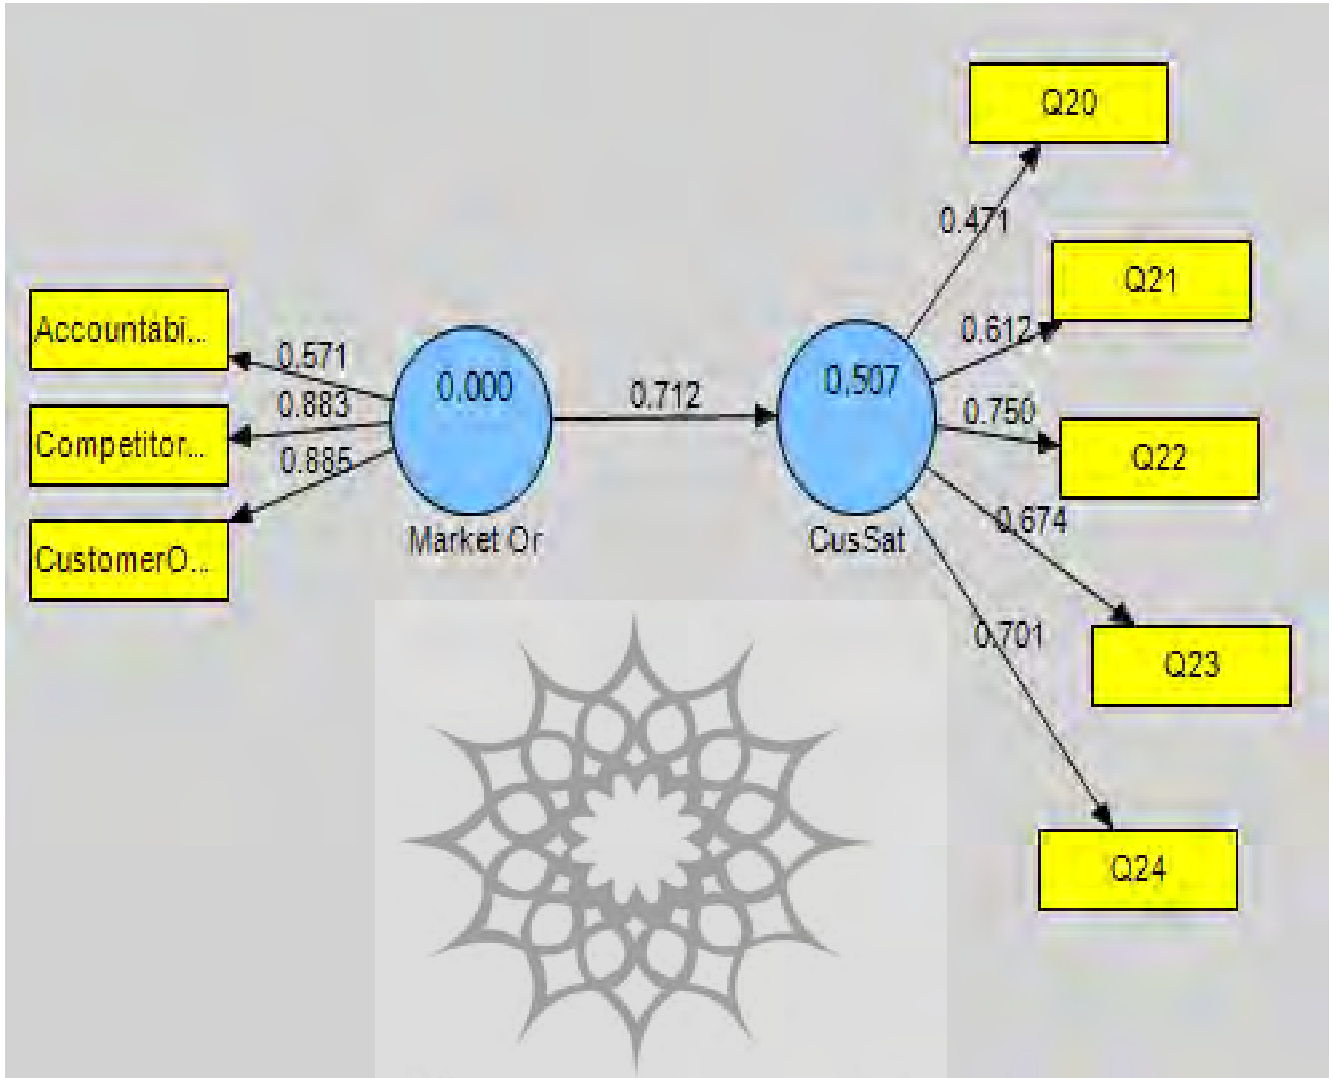 Q20
0.471
Q21
0.612
Accountabi...
0.571
0.000
0.712
0.507
0.750
Q22
0.883
Competitor...
0.885
Market Or
CusSat
0.674
CustomerO...
0.701
Q23
Q24